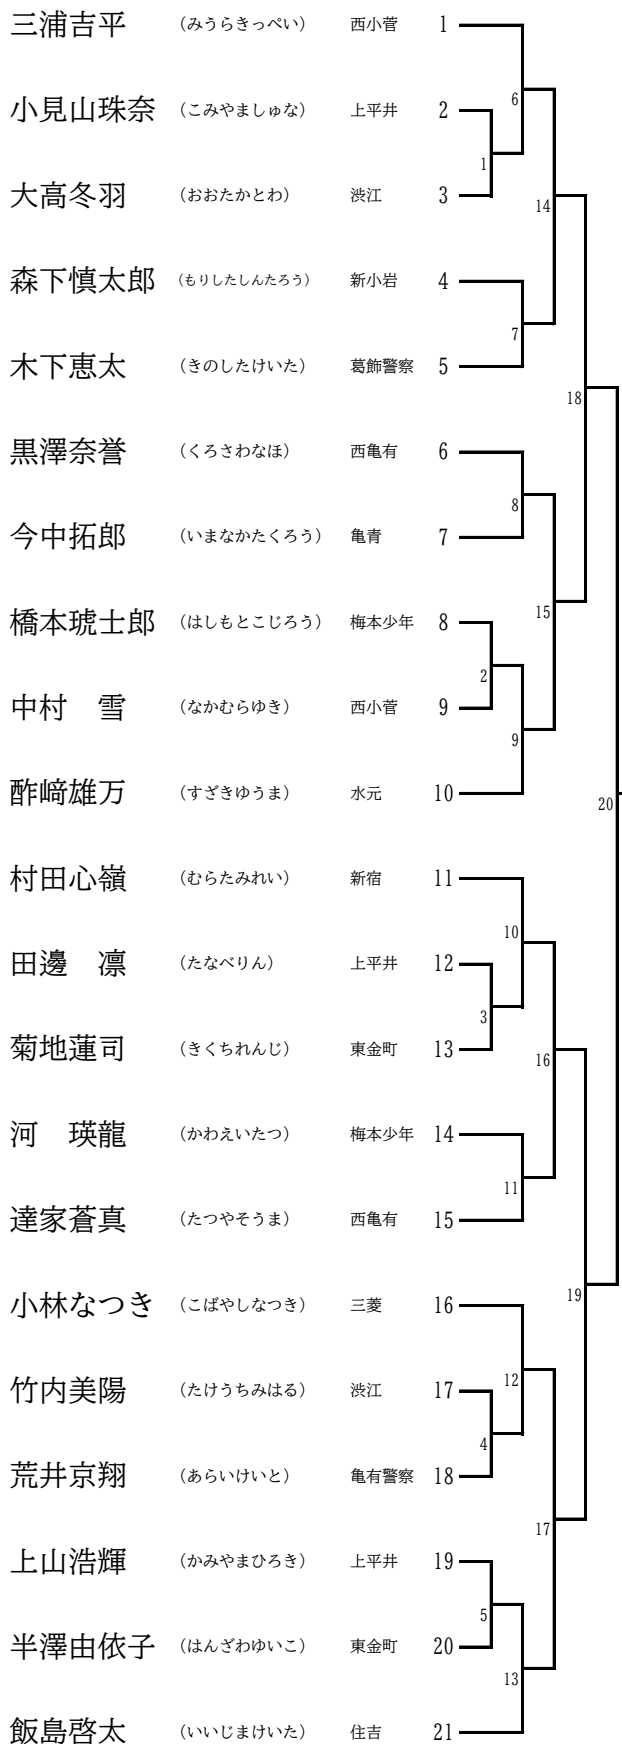 三浦吉平 （みうらきっぺい） 西小菅 1
6
小見山珠奈 （こみやましゅな） 上平井 2
1
大高冬羽 （おおたかとわ） 渋江 3
14
森下慎太郎 （もりしたしんたろう） 新小岩 4
7
木下恵太 （きのしたけいた） 葛飾警察 5
18
黒澤奈誉 （くろさわなほ） 西亀有 6
8
今中拓郎 （いまなかたくろう） 亀青 7
15
橋本琥士郎 （はしもとこじろう） 梅本少年 8
2
中村　雪 （なかむらゆき） 西小菅 9
9
酢﨑雄万 （すざきゆうま） 水元 10
20
村田心嶺 （むらたみれい） 新宿 11
10
田邊　凛 （たなべりん） 上平井 12
3
菊地蓮司 （きくちれんじ） 東金町 13
16
河　瑛龍 （かわえいたつ） 梅本少年 14
11
達家蒼真 （たつやそうま） 西亀有 15
19
小林なつき （こばやしなつき） 三菱 16
12
竹内美陽 （たけうちみはる） 渋江 17
4
荒井京翔 （あらいけいと） 亀有警察 18
17
上山浩輝 （かみやまひろき） 上平井 19
5
半澤由依子 （はんざわゆいこ） 東金町 20
13
飯島啓太 （いいじまけいた） 住吉 21